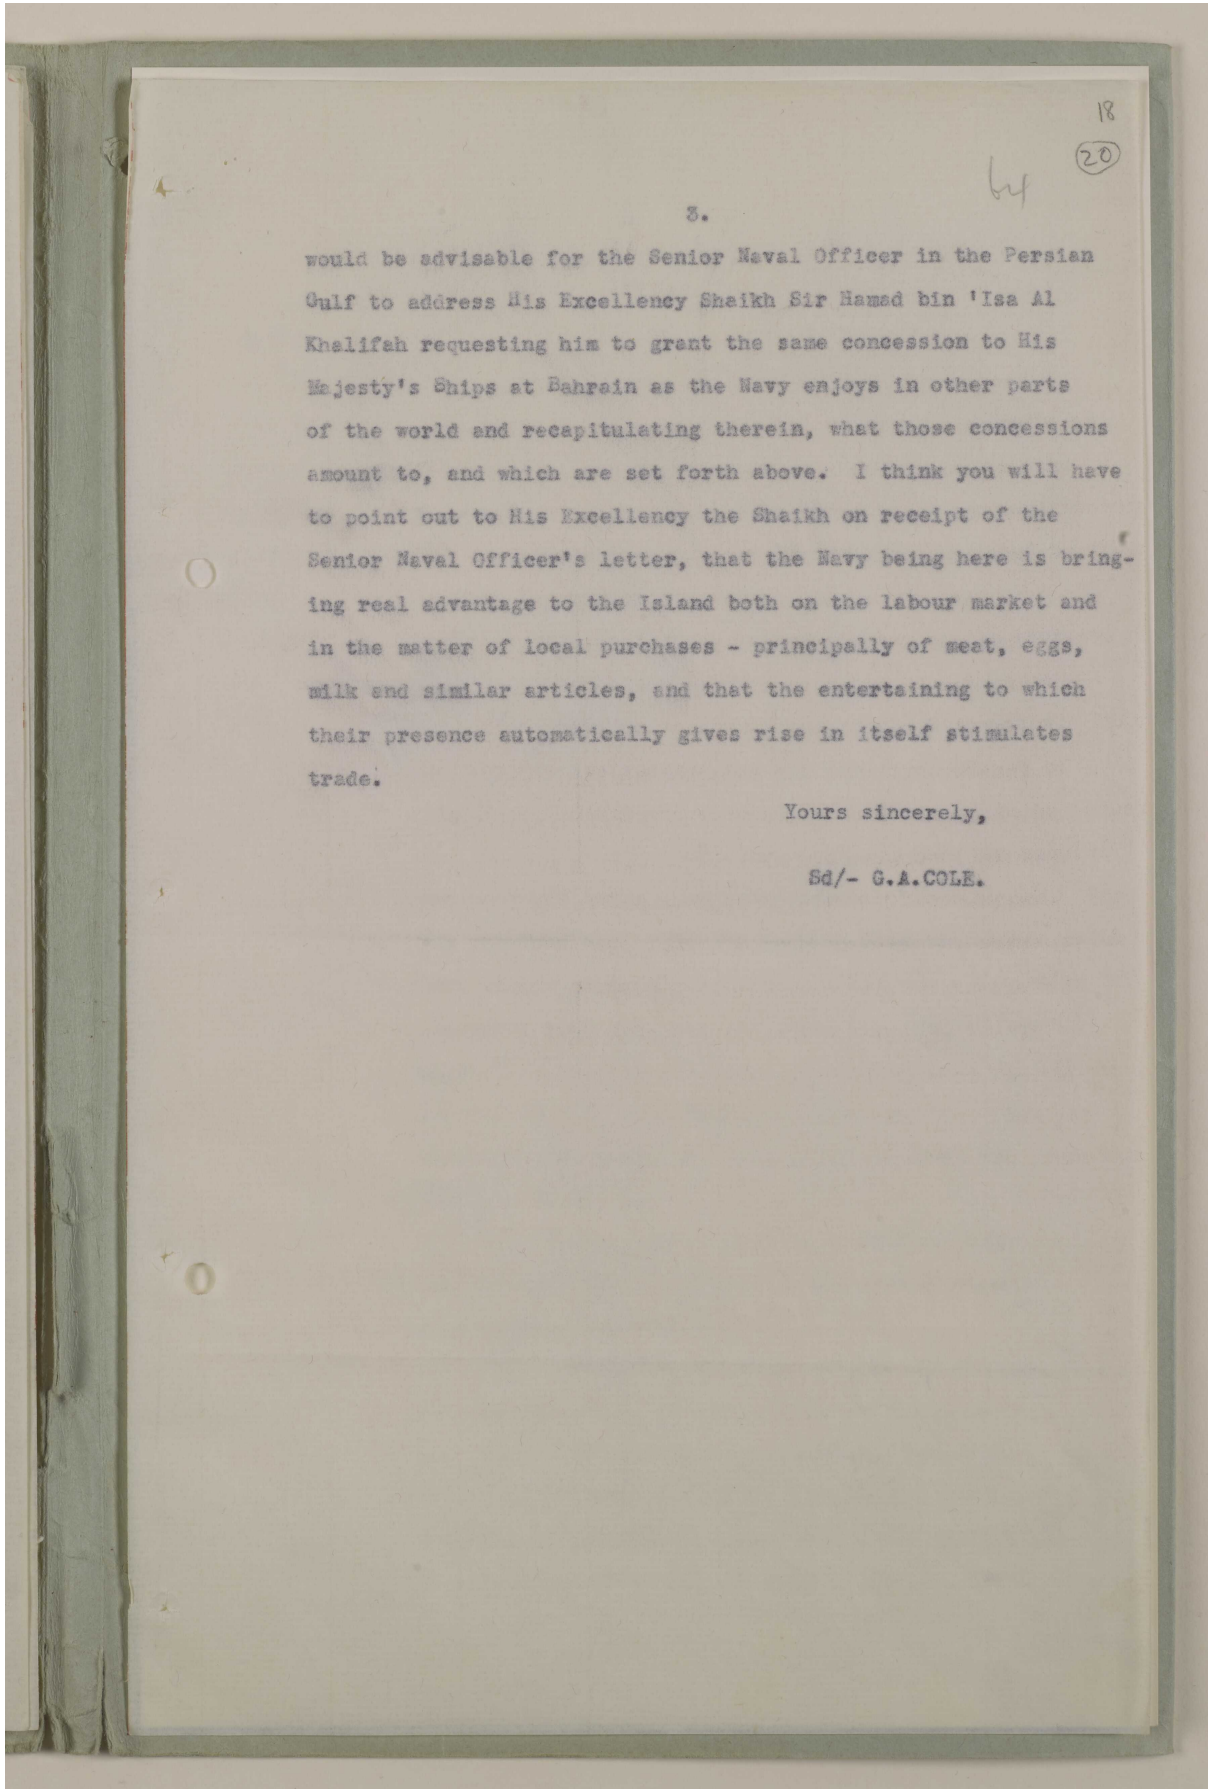 18
20
64
3.
would be advisable for the Senior Naval Officer in the Persian
Gulf to address His Excellency Shaikh Sir Hamad bin 'Isa Al
Khalifah requesting him to grant the same concession to His
Majesty's Ships at Bahrain as the Navy enjoys in other parts
of the world and recapitulating therein, what those concessions
amount to, and which are set forth above. I think you will have
to point out to His Excellency the Shaikh on receipt of the
Senior Naval Officer's letter, that the Navy being here is bring-
ing real advantage to the Island both on the labour market and
in the matter of local purchases - principally of meat, eggs,
milk and similar articles, and that the entertaining to which
their presence automatically gives rise in itself stimulates
trade.
Yours sincerely,
Sd/- G.A.COLE.